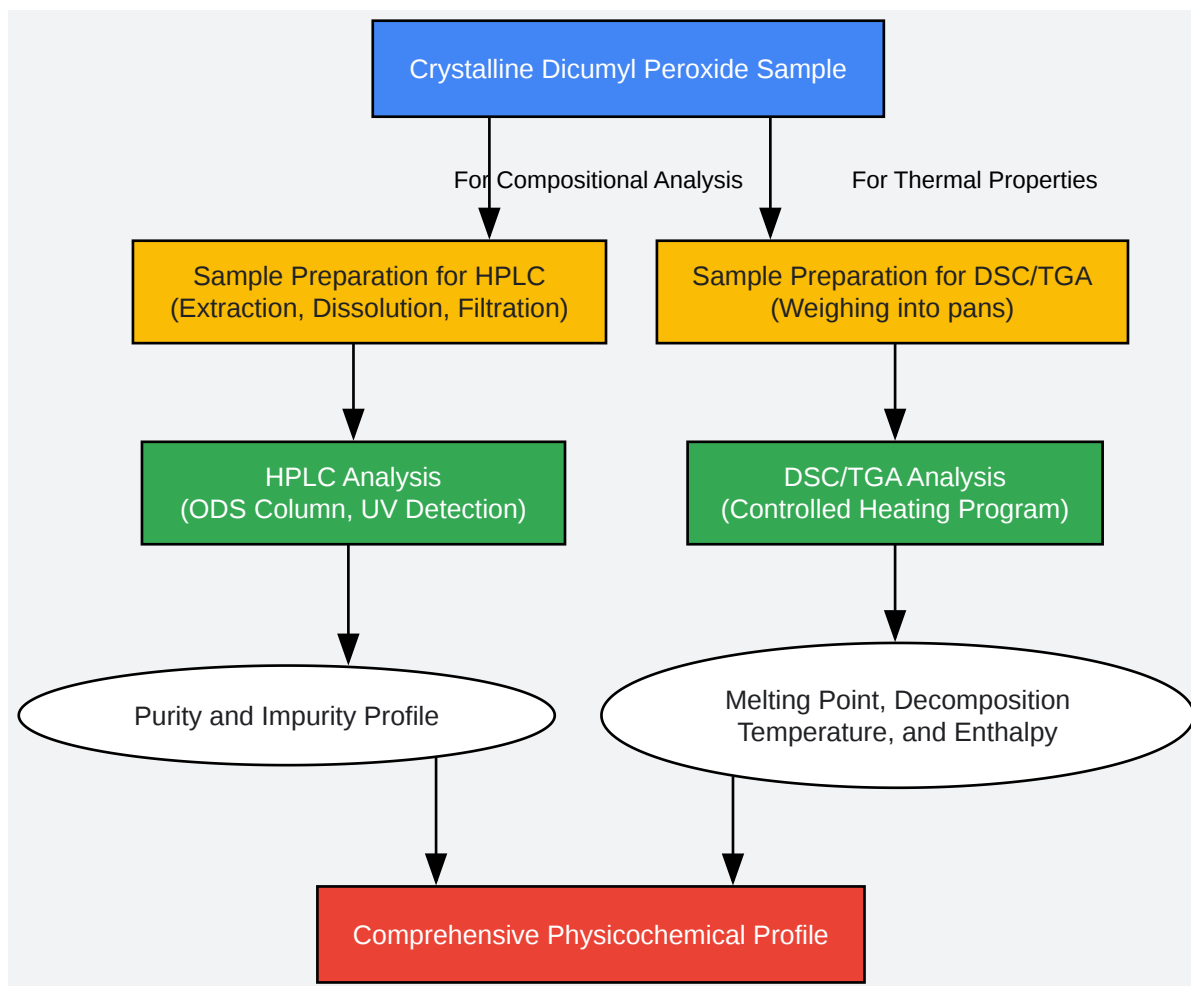 Crystalline Dicumyl Peroxide Sample
For Compositional Analysis
For Thermal Properties
Sample Preparation for HPLC
(Extraction, Dissolution, Filtration)
Sample Preparation for DSC/TGA
(Weighing into pans)
HPLC Analysis
(ODS Column, UV Detection)
DSC/TGA Analysis
(Controlled Heating Program)
Purity and Impurity Profile
Melting Point, Decomposition
Temperature, and Enthalpy
Comprehensive Physicochemical Profile